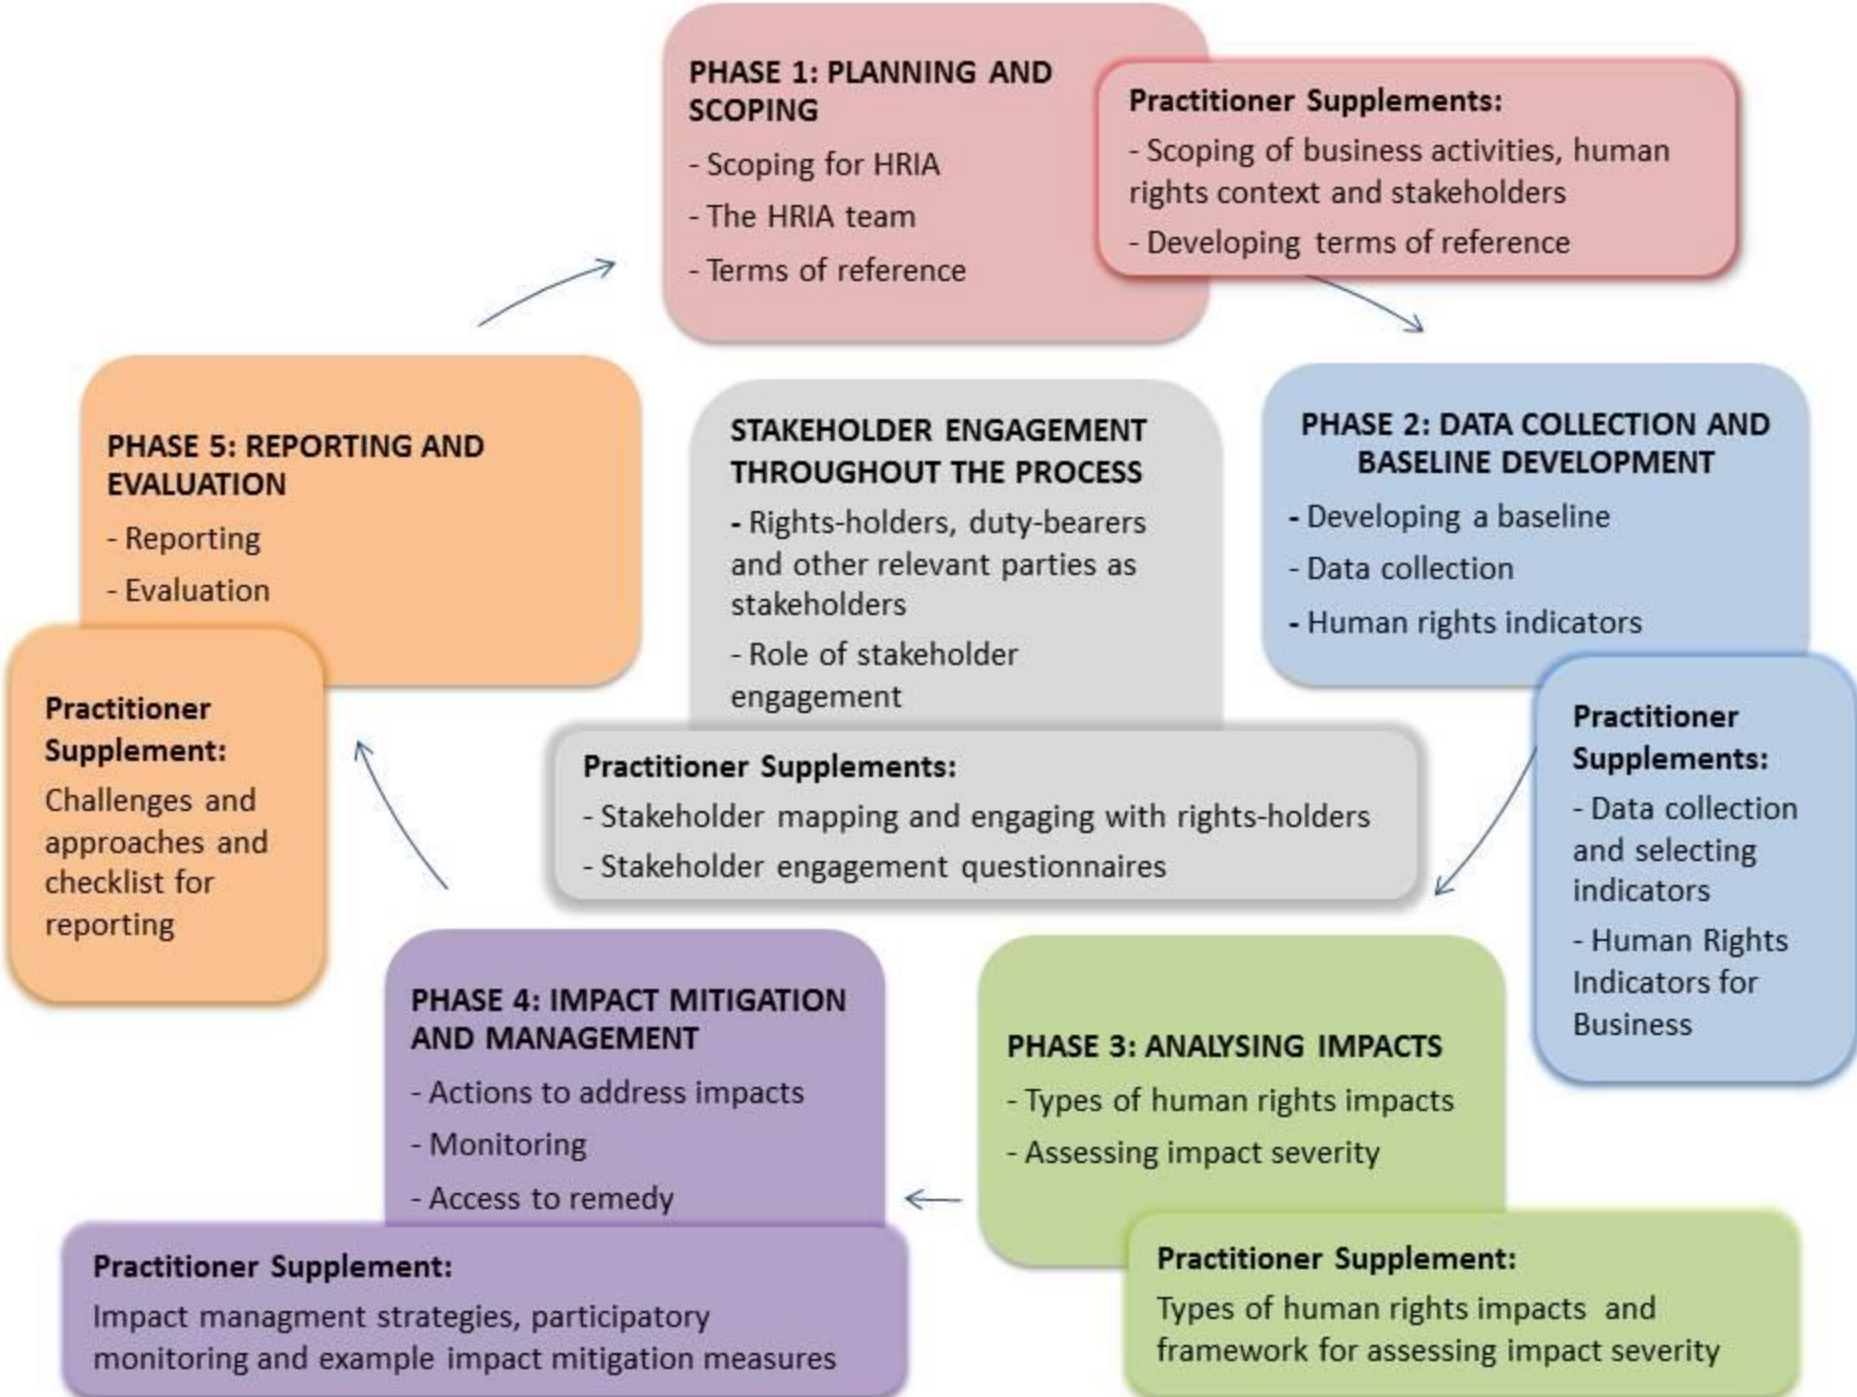 PHASE 1: PLANNING AND
SCOPING
- Scoping for HRIA
- The HRIA team
- Terms of reference
Practitioner Supplements:
- Scoping of business activities, human
rights context and stakeholders
- Developing terms of reference
PHASE 2: DATA COLLECTION AND
BASELINE DEVELOPMENT
- Developing a baseline
- Data collection
- Human rights indicators
Practitioner
Supplements:
- Data collection
and selecting
indicators
- Human Rights
Indicators for
Business
PHASE 3: ANALYSING IMPACTS
- Types of human rights impacts
- Assessing impact severity
Practitioner Supplement:
Types of human rights impacts and
framework for assessing impact severity
PHASE 4: IMPACT MITIGATION
AND MANAGEMENT
- Actions to address impacts
- Monitoring
- Access to remedy
Practitioner Supplement:
Impact managment strategies, participatory
monitoring and example impact mitigation measures
PHASE 5: REPORTING AND
EVALUATION
- Reporting
- Evaluation
Practitioner
Supplement:
Challenges and
approaches and
checklist for
reporting
STAKEHOLDER ENGAGEMENT
THROUGHOUT THE PROCESS
- Rights-holders, duty-bearers
and other relevant parties as
stakeholders
- Role of stakeholder
engagement
Practitioner Supplements:
- Stakeholder mapping and engaging with rights-holders
- Stakeholder engagement questionnaires